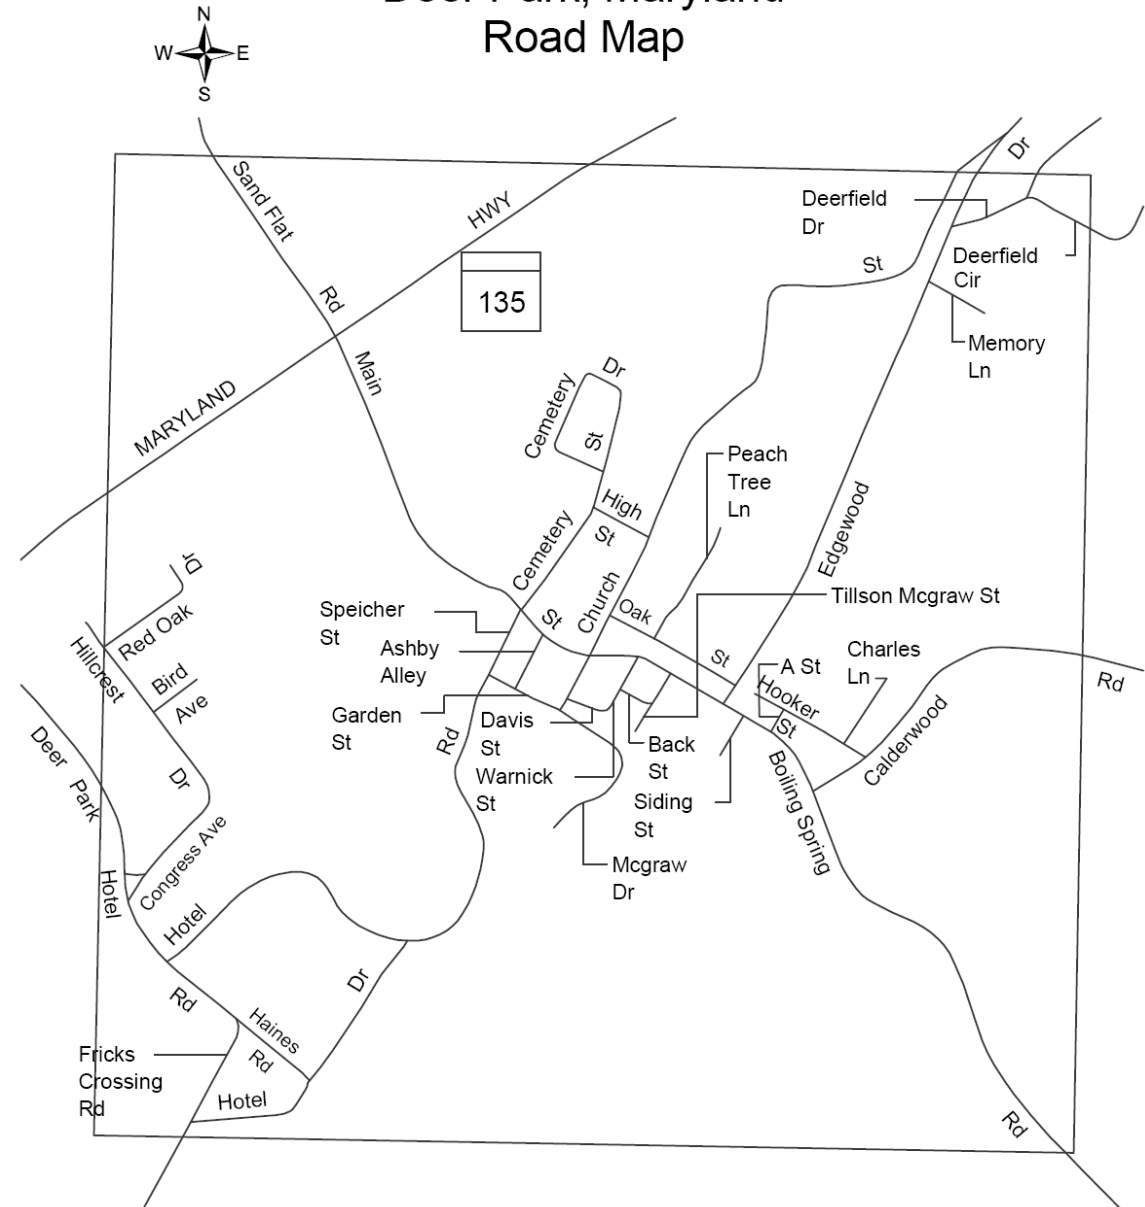 Deer Park, Maryland
Road Map
N
W
E
S
Sand Flat
Rd
HWY
135
MARYLAND
Main
St
Dr
Deerfield
Dr
St
Deerfield
Cir
Memory
Ln
Cemetery
Dr
St
Peach
Tree
Ln
High
St
Cemetery
Church
Oak
St
Edgewood
Tillson Mcgraw St
Speicher
St
Ashby
Alley
Garden
St
Davis
St
Warnick
St
Back
St
Siding
St
Mcgraw
Dr
A St
Charles
Ln
Hooker
St
Calderwood
Rd
Boiling Spring
Rd
Dr
Red Oak
Hillcrest
Dr
Bird
Ave
Deer Park
Hotel
Rd
Congress Ave
Hotel
Rd
Haines
Rd
Dr
Hotel
Fricks
Crossing
Rd